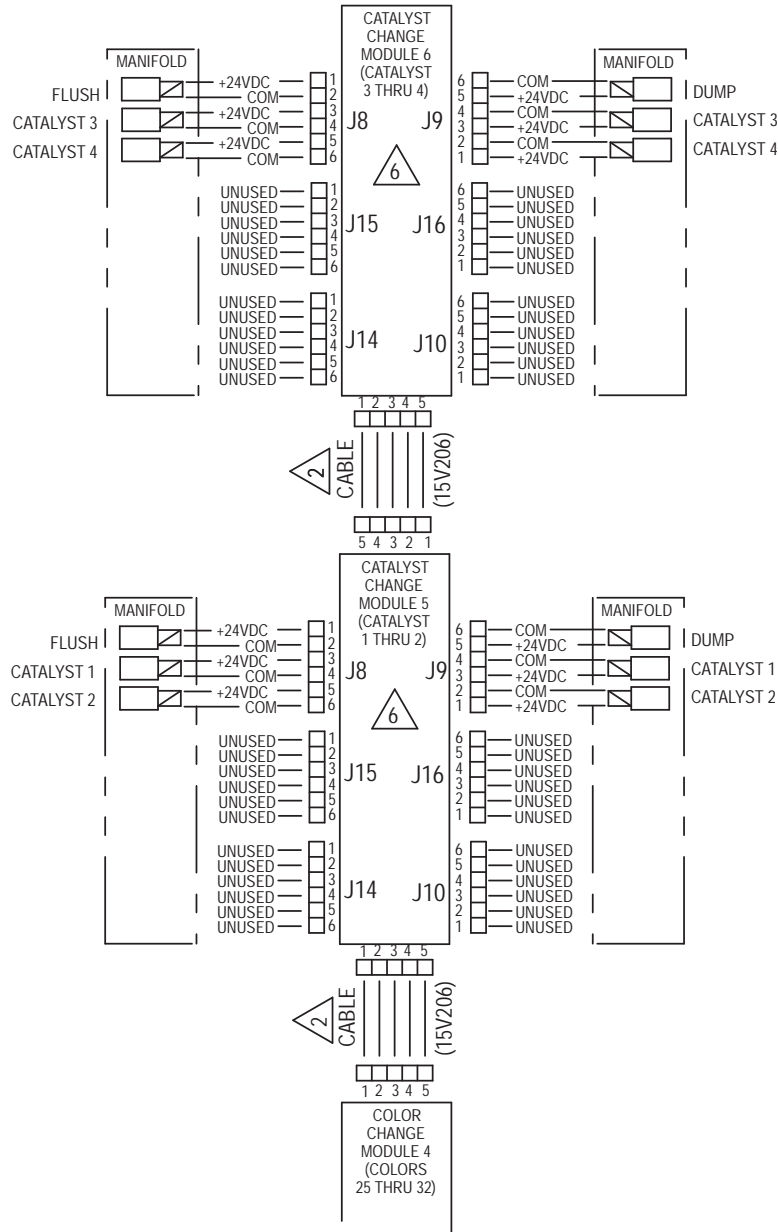 CATALYST
CHANGE
MODULE 6
(CATALYST
3 THRU 4)
MANIFOLD
FLUSH
CATALYST 3
CATALYST 4
+24VDC 1
COM 2
+24VDC 3
COM 4
+24VDC 5
COM 6
J8
J9
6
6 COM
5 +24VDC
4 COM
3 +24VDC
2 COM
1 +24VDC
MANIFOLD
DUMP
CATALYST 3
CATALYST 4
UNUSED 1
UNUSED 2
UNUSED 3
UNUSED 4
UNUSED 5
UNUSED 6
J15
J16
6 UNUSED
5 UNUSED
4 UNUSED
3 UNUSED
2 UNUSED
1 UNUSED
UNUSED 1
UNUSED 2
UNUSED 3
UNUSED 4
UNUSED 5
UNUSED 6
J14
J10
6 UNUSED
5 UNUSED
4 UNUSED
3 UNUSED
2 UNUSED
1 UNUSED
1 2 3 4 5
2
CABLE
(15V206)
5 4 3 2 1
CATALYST
CHANGE
MODULE 5
(CATALYST
1 THRU 2)
MANIFOLD
FLUSH
CATALYST 1
CATALYST 2
+24VDC 1
COM 2
+24VDC 3
COM 4
+24VDC 5
COM 6
J8
J9
6
6 COM
5 +24VDC
4 COM
3 +24VDC
2 COM
1 +24VDC
MANIFOLD
DUMP
CATALYST 1
CATALYST 2
UNUSED 1
UNUSED 2
UNUSED 3
UNUSED 4
UNUSED 5
UNUSED 6
J15
J16
6 UNUSED
5 UNUSED
4 UNUSED
3 UNUSED
2 UNUSED
1 UNUSED
UNUSED 1
UNUSED 2
UNUSED 3
UNUSED 4
UNUSED 5
UNUSED 6
J14
J10
6 UNUSED
5 UNUSED
4 UNUSED
3 UNUSED
2 UNUSED
1 UNUSED
1 2 3 4 5
2
CABLE
(15V206)
1 2 3 4 5
COLOR
CHANGE
MODULE 4
(COLORS
25 THRU 32)